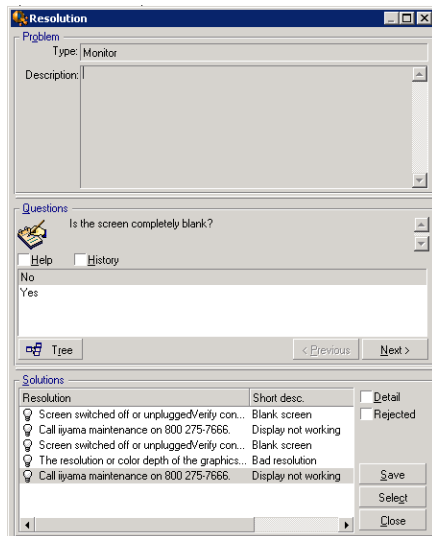 Resolution
Problem
Type: Monitor
Description:
Questions
Is the screen completely blank?
Help History
No
Yes
Tree < Previous Next >
Solutions
Resolution Short desc. Detail
Screen switched off or unpluggedVerify con... Blank screen Rejected
Call iiyama maintenance on 800 275-7666. Display not working
Screen switched off or unpluggedVerify con... Blank screen
The resolution or color depth of the graphics... Bad resolution
Call iiyama maintenance on 800 275-7666. Display not working Save
Select
Close